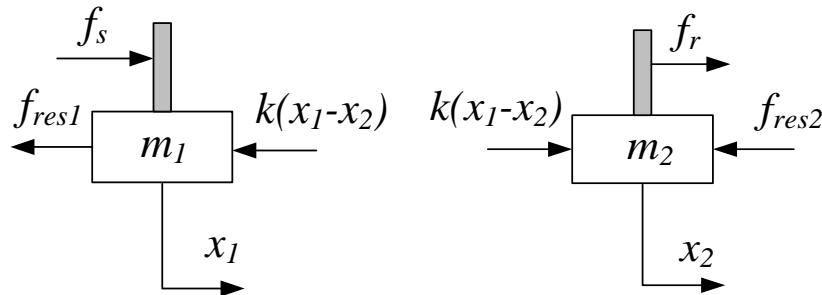 f_s
f_res1
m_1
k(x_1-x_2)
x_1
f_r
k(x_1-x_2)
m_2
f_res2
x_2